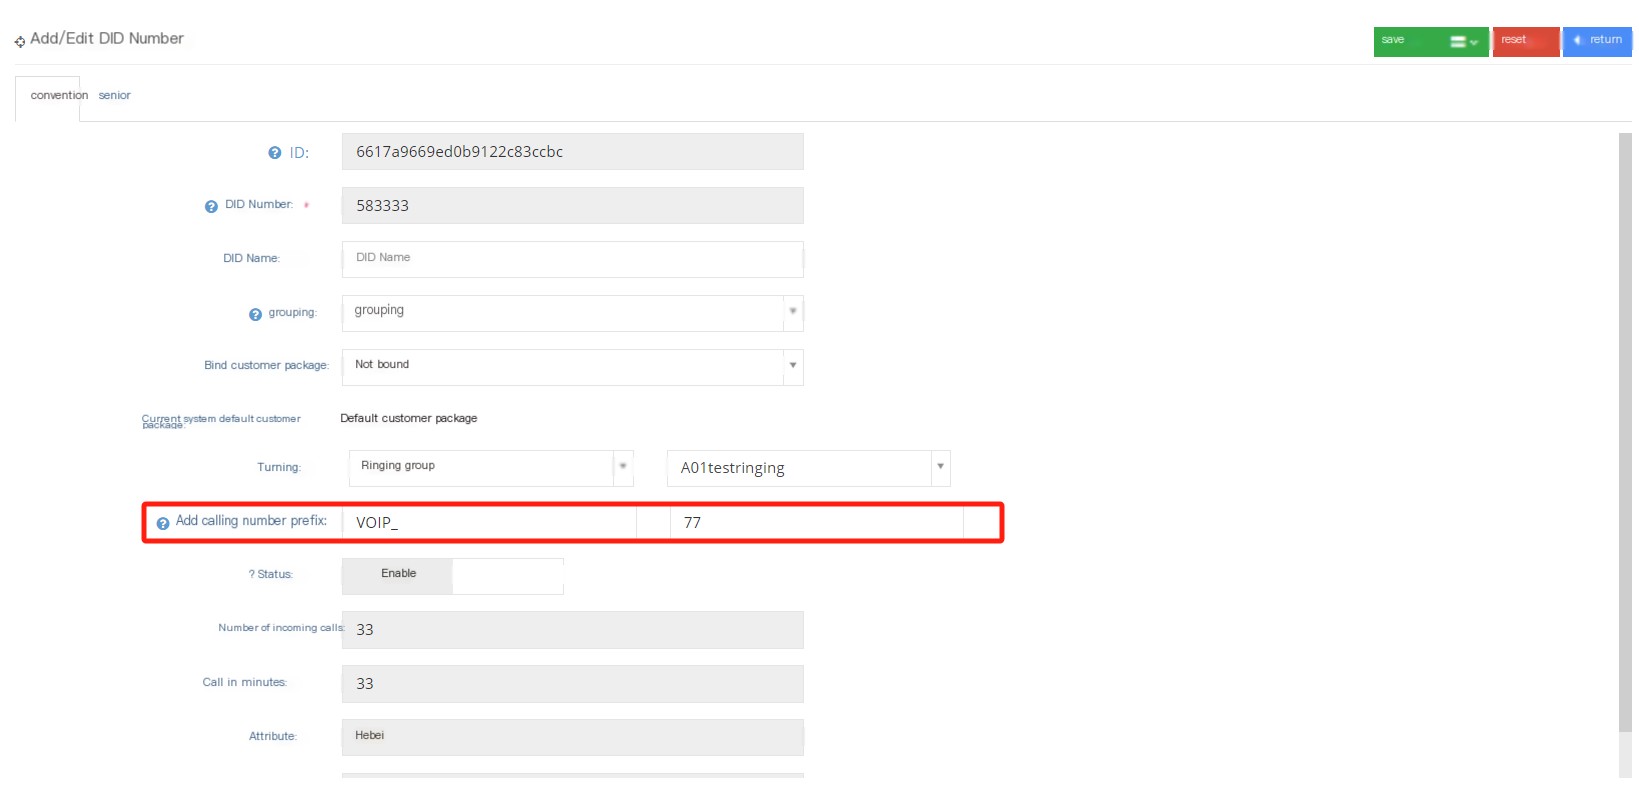 Add/Edit DID Number
save
reset
return
convention senior
ID: 6617a9669ed0b9122c83ccbc
DID Number: * 583333
DID Name: DID Name
grouping: grouping
Bind customer package: Not bound
Current system default customer package: Default customer package
Turning: Ringing group A01testringing
Add calling number prefix: VOIP_ 77
? Status: Enable
Number of incoming calls: 33
Call in minutes: 33
Attribute: Hebei